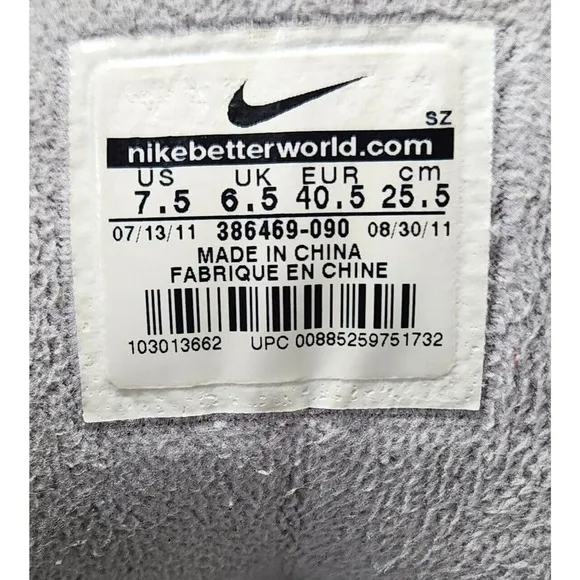 SZ
nikebetterworld.com
US UK EUR cm
7.5 6.5 40.5 25.5
07/13/11 386469-090 08/30/11
MADE IN CHINA
FABRIQUE EN CHINE
103013662 UPC 00885259751732